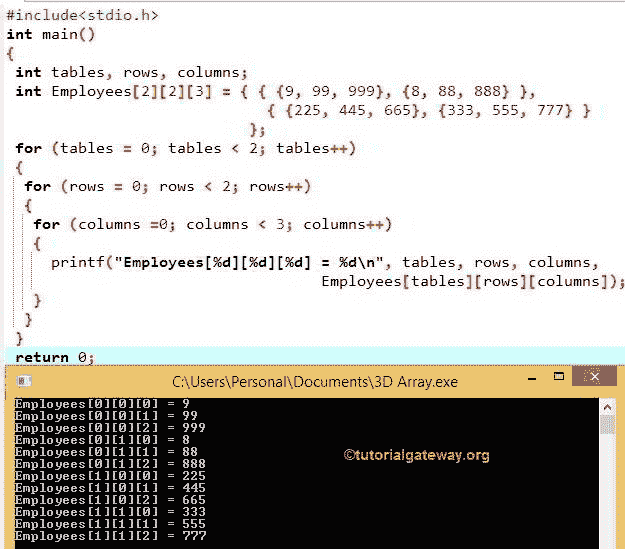 #include<stdio.h>
int main()
{
int tables, rows, columns;
int Employees[2][2][3] = { { {9, 99, 999}, {8, 88, 888} },
{ {225, 445, 665}, {333, 555, 777} }
};
for (tables = 0; tables < 2; tables++)
{
for (rows = 0; rows < 2; rows++)
{
for (columns =0; columns < 3; columns++)
{
printf("Employees[%d][%d][%d] = %d\n", tables, rows, columns,
Employees[tables][rows][columns]);
}
}
}
return 0;
C:\Users\Personal\Documents\3D Array.exe
Employees[0][0][0] = 9
Employees[0][0][1] = 99
Employees[0][0][2] = 999
Employees[0][1][0] = 8
Employees[0][1][1] = 88
Employees[0][1][2] = 888
Employees[1][0][0] = 225
Employees[1][0][1] = 445
Employees[1][0][2] = 665
Employees[1][1][0] = 333
Employees[1][1][1] = 555
Employees[1][1][2] = 777
©tutorialgateway.org